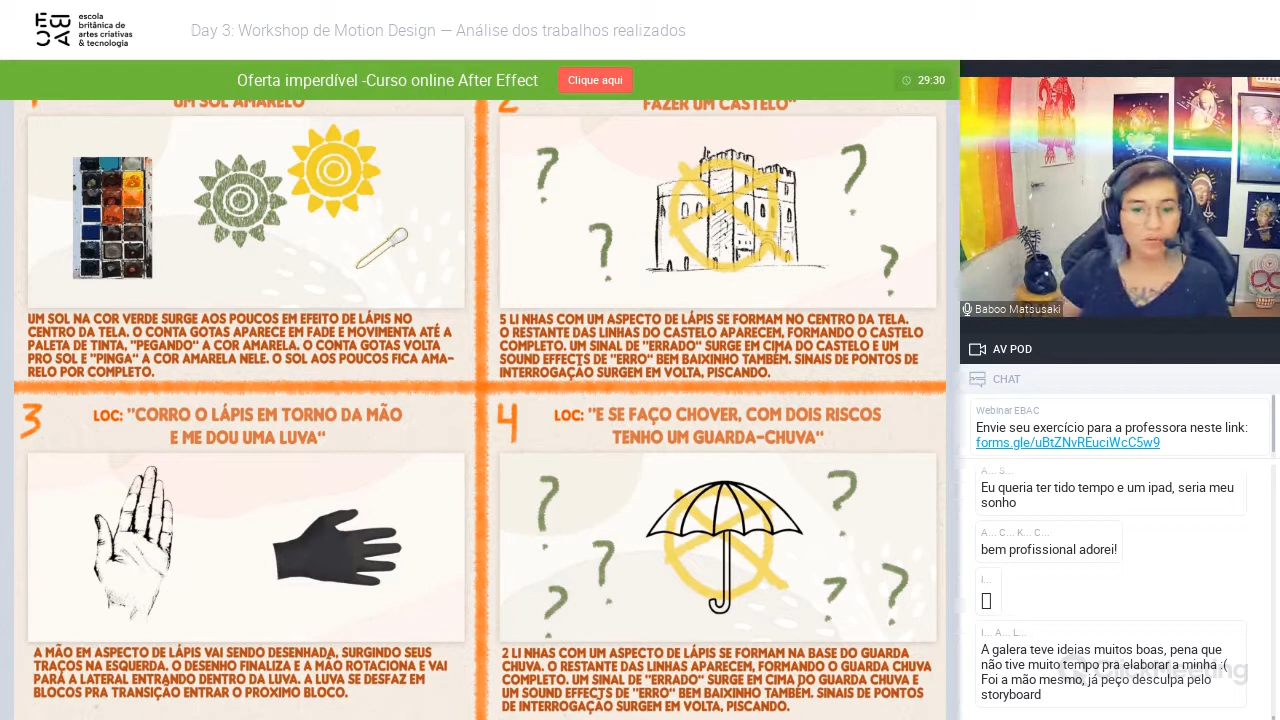 EBAC
escola
britânica de
artes criativas
& tecnologia
Day 3: Workshop de Motion Design — Análise dos trabalhos realizados
Oferta imperdível -Curso online After Effect
Clique aqui
29:30
1
UM SOL AMARELO"
2
FAZER UM CASTELO"
UM SOL NA COR VERDE SURGE AOS POUCOS EM EFEITO DE LÁPIS NO
CENTRO DA TELA. O CONTA GOTAS APARECE EM FADE E MOVIMENTA ATÉ A
PALETA DE TINTA, "PEGANDO" A COR AMARELA. O CONTA GOTAS VOLTA
PRO SOL E "PINGA" A COR AMARELA NELE. O SOL AOS POUCOS FICA AMA-
RELO POR COMPLETO.
5 LI NHAS COM UM ASPECTO DE LÁPIS SE FORMAM NO CENTRO DA TELA.
O RESTANTE DAS LINHAS DO CASTELO APARECEM, FORMANDO O CASTELO
COMPLETO. UM SINAL DE "ERRADO" SURGE EM CIMA DO CASTELO E UM
SOUND EFFECTS DE "ERRO" BEM BAIXINHO TAMBÉM. SINAIS DE PONTOS DE
INTERROGAÇÃO SURGEM EM VOLTA, PISCANDO.
3
LOC: "CORRO O LÁPIS EM TORNO DA MÃO
E ME DOU UMA LUVA"
4
LOC: "E SE FAÇO CHOVER, COM DOIS RISCOS
TENHO UM GUARDA-CHUVA"
A MÃO EM ASPECTO DE LÁPIS VAI SENDO DESENHADA, SURGINDO SEUS
TRAÇOS NA ESQUERDA. O DESENHO FINALIZA E A MÃO ROTACIONA E VAI
PARA A LATERAL ENTRANDO DENTRO DA LUVA. A LUVA SE DESFAZ EM
BLOCOS PRA TRANSIÇÃO ENTRAR O PROXIMO BLOCO.
2 LI NHAS COM UM ASPECTO DE LÁPIS SE FORMAM NA BASE DO GUARDA
CHUVA. O RESTANTE DAS LINHAS APARECEM, FORMANDO O GUARDA CHUVA
COMPLETO. UM SINAL DE "ERRADO" SURGE EM CIMA DO GUARDA CHUVA E
UM SOUND EFFECTS DE "ERRO" BEM BAIXINHO TAMBÉM. SINAIS DE PONTOS
DE INTERROGAÇÃO SURGEM EM VOLTA, PISCANDO.
Baboo Matsusaki
AV POD
CHAT
Webinar EBAC
Envie seu exercício para a professora neste link:
forms.gle/uBtZNvREuciWcC5w9
A... S...
Eu queria ter tido tempo e um ipad, seria meu
sonho
A... C... K... C...
bem profissional adorei!
I...
I... A... L...
A galera teve ideias muitos boas, pena que
não tive muito tempo pra elaborar a minha :(
Foi a mão mesmo, já peço desculpa pelo
storyboard